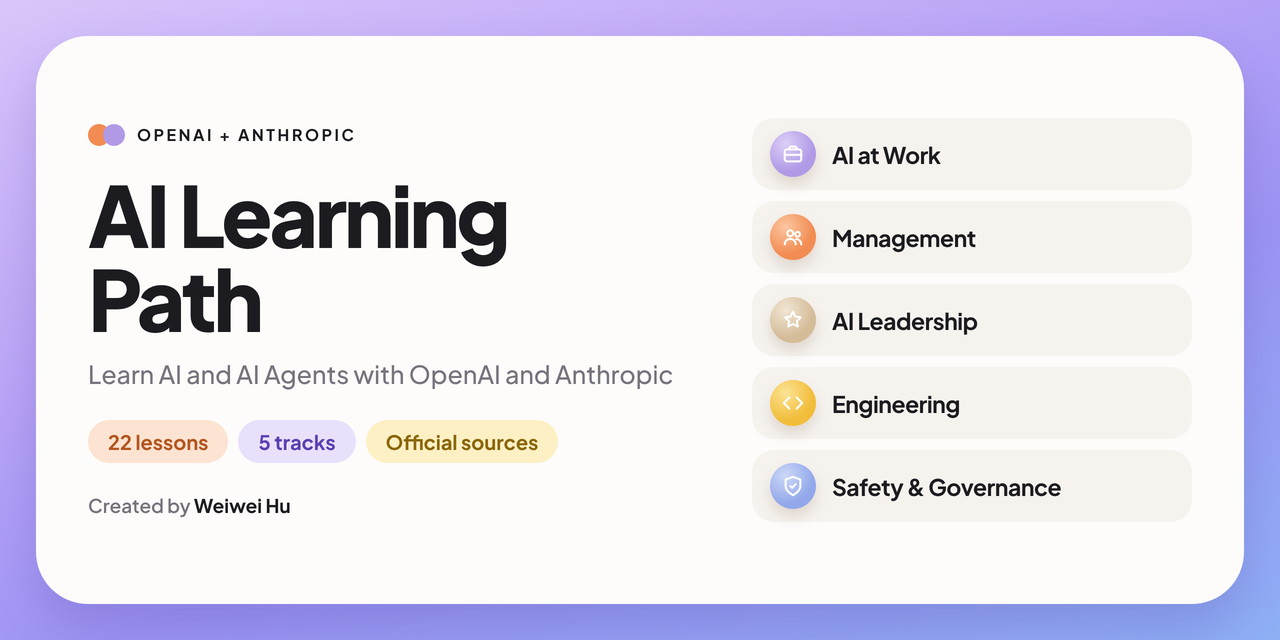 OPENAI + ANTHROPIC
AI Learning
Path
Learn AI and AI Agents with OpenAI and Anthropic
22 lessons
5 tracks
Official sources
Created by Weiwei Hu
AI at Work
Management
AI Leadership
Engineering
Safety & Governance